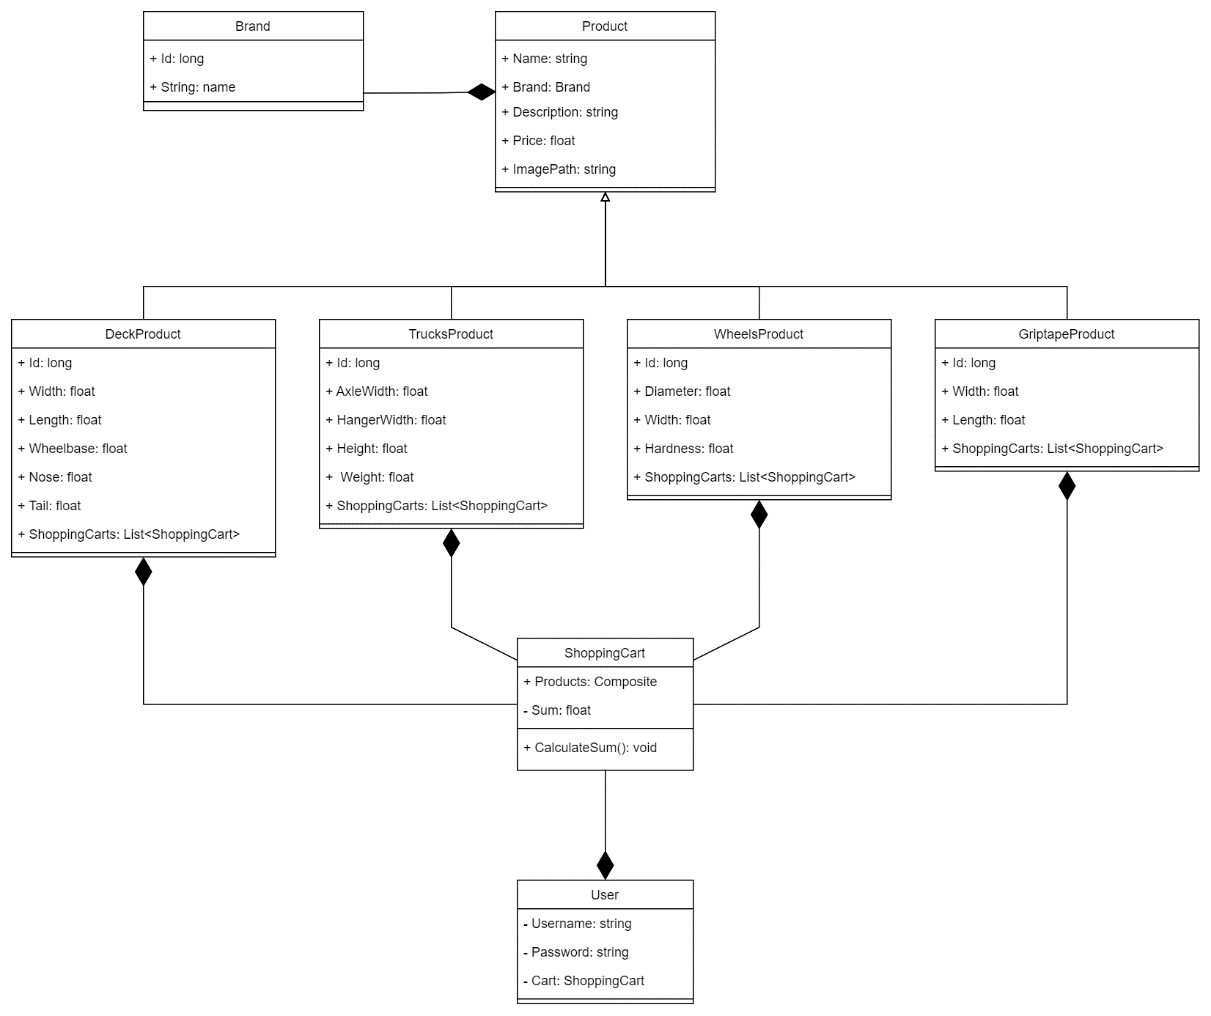 Brand
+ Id: long
+ String: name
Product
+ Name: string
+ Brand: Brand
+ Description: string
+ Price: float
+ ImagePath: string
DeckProduct
+ Id: long
+ Width: float
+ Length: float
+ Wheelbase: float
+ Nose: float
+ Tail: float
+ ShoppingCarts: List<ShoppingCart>
TrucksProduct
+ Id: long
+ AxleWidth: float
+ HangerWidth: float
+ Height: float
+ Weight: float
+ ShoppingCarts: List<ShoppingCart>
WheelsProduct
+ Id: long
+ Diameter: float
+ Width: float
+ Hardness: float
+ ShoppingCarts: List<ShoppingCart>
GriptapeProduct
+ Id: long
+ Width: float
+ Length: float
+ ShoppingCarts: List<ShoppingCart>
ShoppingCart
+ Products: Composite
- Sum: float
+ CalculateSum(): void
User
- Username: string
- Password: string
- Cart: ShoppingCart